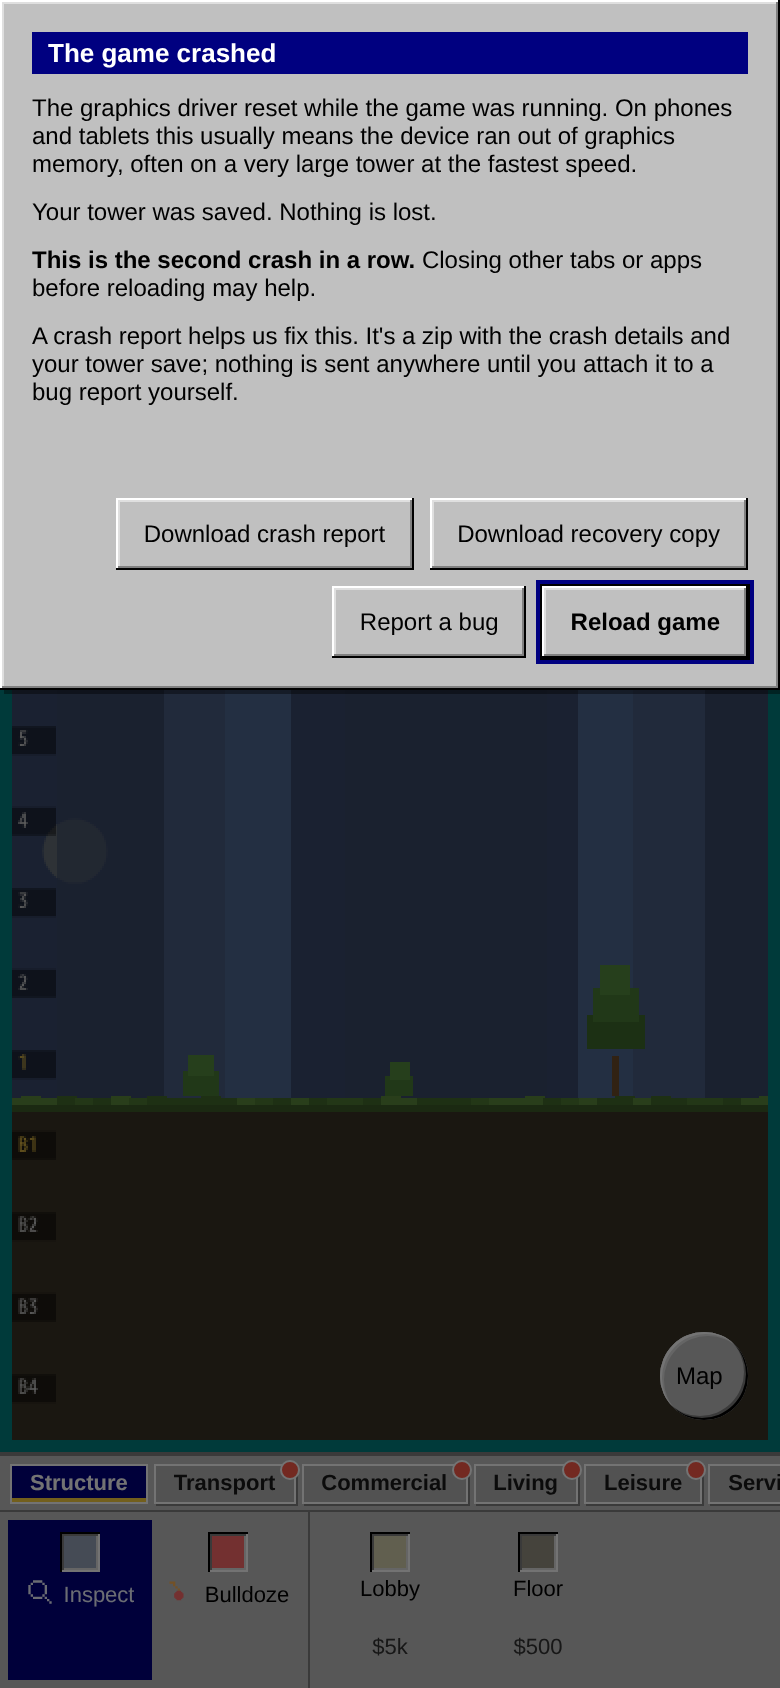 The game crashed
The graphics driver reset while the game was running. On phones
and tablets this usually means the device ran out of graphics
memory, often on a very large tower at the fastest speed.
Your tower was saved. Nothing is lost.
This is the second crash in a row. Closing other tabs or apps
before reloading may help.
A crash report helps us fix this. It's a zip with the crash details and
your tower save; nothing is sent anywhere until you attach it to a
bug report yourself.
Download crash report Download recovery copy
Report a bug Reload game
5
4
3
2
1
B1
B2
B3
B4
Map
Structure Transport Commercial Living Leisure Servi
Inspect Bulldoze Lobby Floor
$5k $500